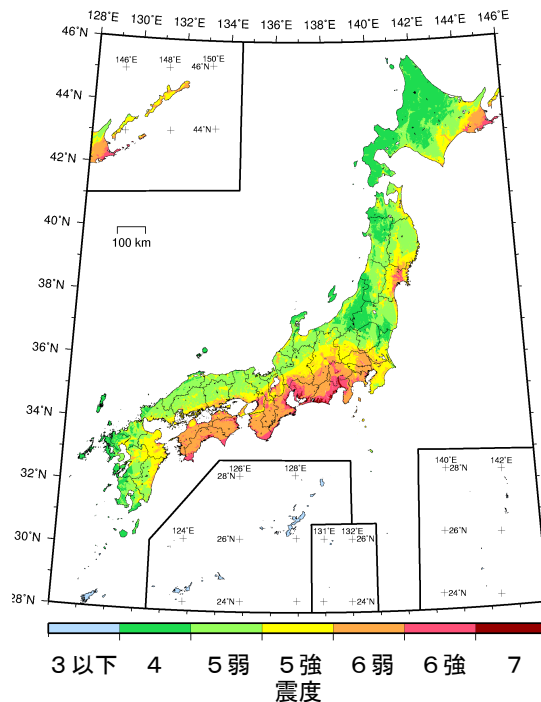 128°E 130°E 132°E 134°E 136°E 138°E 140°E 142°E 144°E 146°E
46°N
146°E 148°E 150°E
46°N
44°N
44°N
42°N
40°N
100 km
38°N
36°N
34°N
32°N
126°E 128°E
28°N
140°E 142°E
28°N
30°N
124°E
26°N
131°E 132°E
26°N
26°N
24°N
24°N
24°N
28°N
3以下 4 5弱 5強 6弱 6強 7
震度